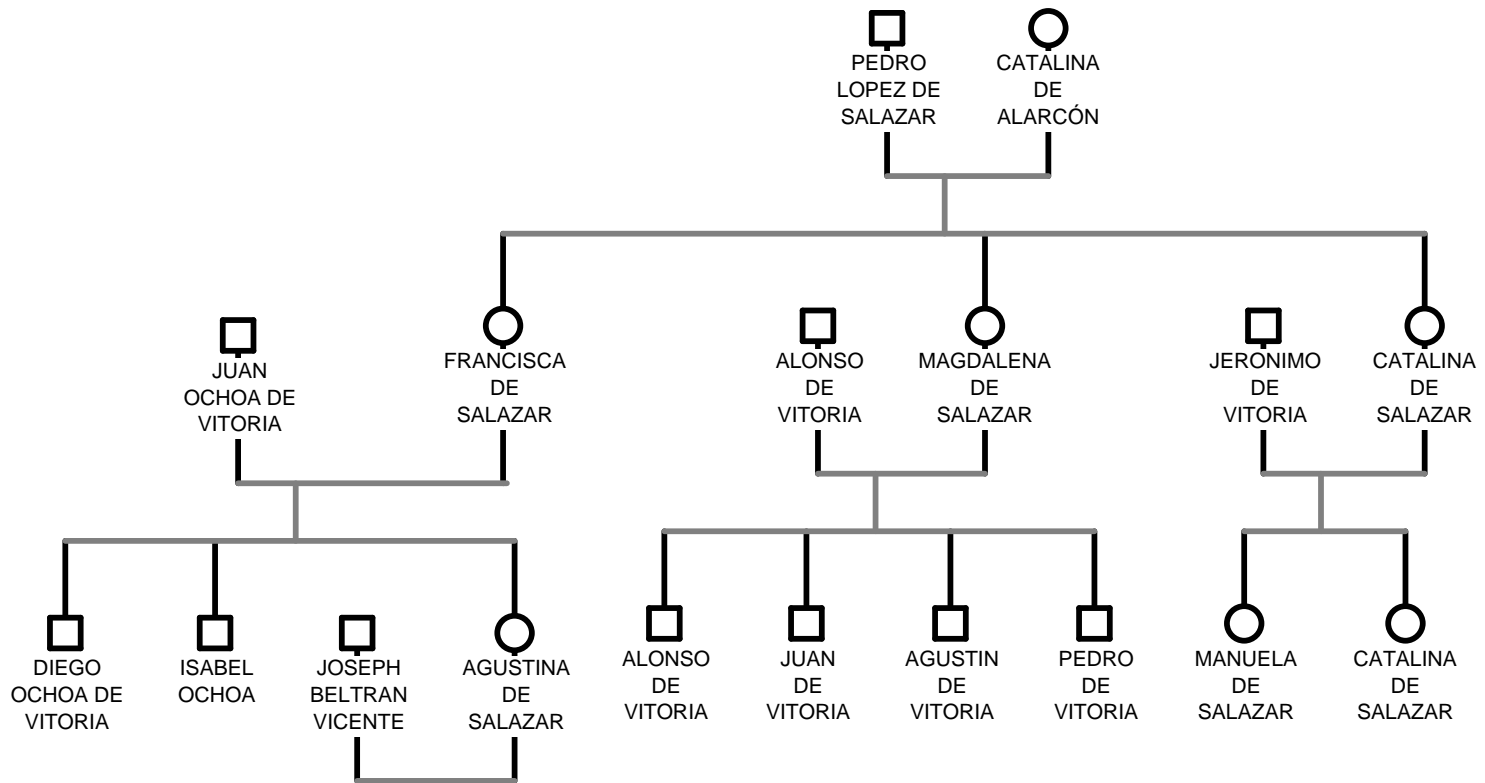 PEDRO
LOPEZ DE
SALAZAR
CATALINA
DE
ALARCÓN
JUAN
OCHOA DE
VITORIA
FRANCISCA
DE
SALAZAR
ALONSO
DE
VITORIA
MAGDALENA
DE
SALAZAR
JERONIMO
DE
VITORIA
CATALINA
DE
SALAZAR
DIEGO
OCHOA DE
VITORIA
ISABEL
OCHOA
JOSEPH
BELTRAN
VICENTE
AGUSTINA
DE
SALAZAR
ALONSO
DE
VITORIA
JUAN
DE
VITORIA
AGUSTIN
DE
VITORIA
PEDRO
DE
VITORIA
MANUELA
DE
SALAZAR
CATALINA
DE
SALAZAR